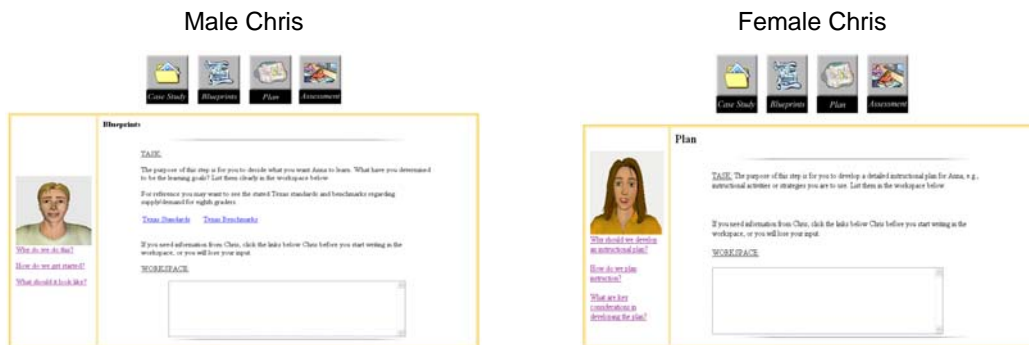 Male Chris
Female Chris
Case Study Blueprints Plan Assessment
Case Study Blueprints Plan Assessment
Blueprints
TASK:
The purpose of this step is for you to decide what you want Anna to learn. What have you determined
to be the learning goals? List them clearly in the workspace below.
For reference you may want to see the stated Texas standards and benchmarks regarding
supply/demand for eighth graders.
Texas Standards Texas Benchmarks
If you need information from Chris, click the links below Chris before you start writing in the
workspace, or you will lose your input.
WORKSPACE:
Why do we do this?
How do we get started?
What should it look like?
Plan
TASK: The purpose of this step is for you to develop a detailed instructional plan for Anna, e.g.,
instructional activities or strategies you are to use. List them in the workspace below.
If you need information from Chris, click the links below Chris before you start writing in the
workspace, or you will lose your input.
WORKSPACE:
Why should we develop
an instructional plan?
How do we plan
instruction?
What are key
considerations in
developing the plan?